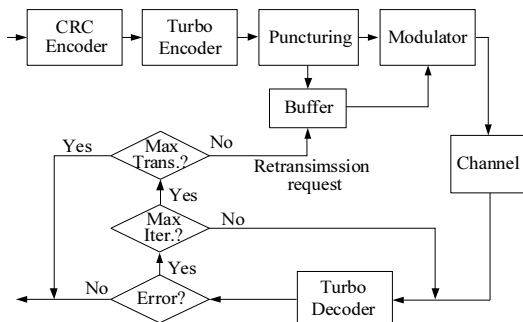 CRC
Encoder
Turbo
Encoder
Puncturing
Modulator
Buffer
Yes
Max
Trans.?
No
Retransimssion
request
Channel
Yes
Max
Iter.?
No
Yes
No
Error?
Turbo
Decoder